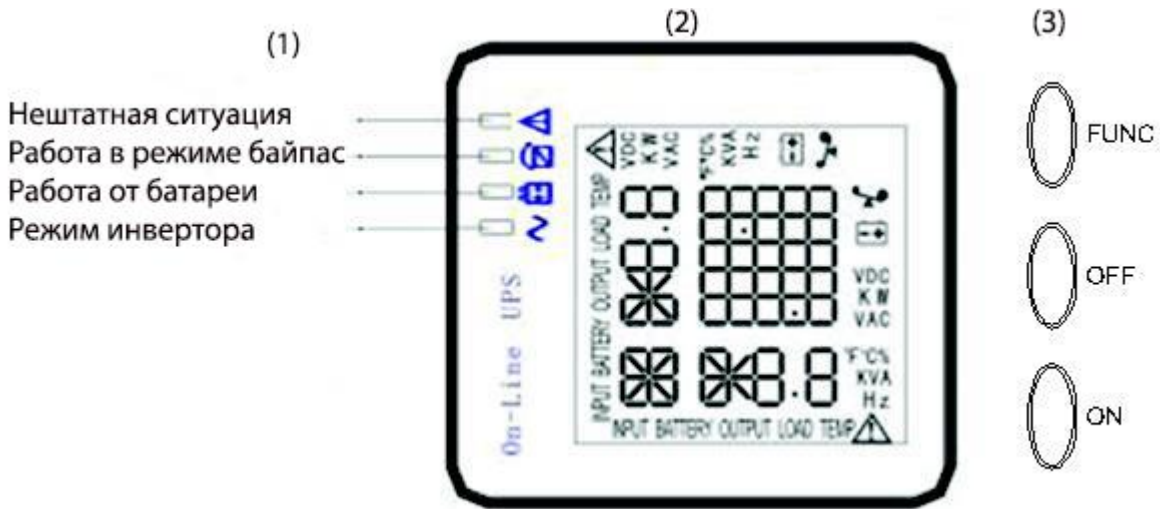 (1)
(2)
(3)
Нештатная ситуация
Работа в режиме байпас
Работа от батареи
Режим инвертора
On-Line UPS
INPUT BATTERY OUTPUT LOAD TEMP
VDC
KW
VAC
°F°C%
KVA
Hz
VDC
KW
VAC
°F°C%
KVA
Hz
INPUT BATTERY OUTPUT LOAD TEMP
FUNC
OFF
ON